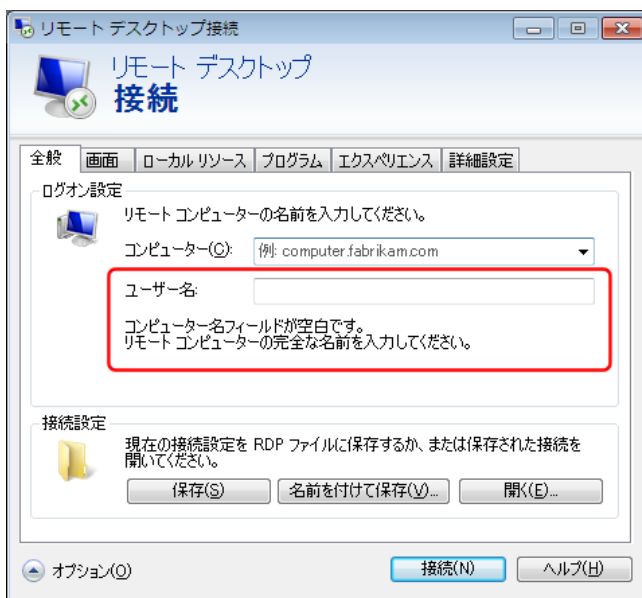 リモート デスクトップ接続
リモート デスクトップ
接続
全般 画面 ローカル リソース プログラム エクスペリエンス 詳細設定
ログオン設定
リモート コンピューターの名前を入力してください。
コンピューター(C): 例: computer.fabrikam.com
ユーザー名:
コンピューター名フィールドが空白です。
リモート コンピューターの完全な名前を入力してください。
接続設定
現在の接続設定を RDP ファイルに保存するか、または保存された接続を
開いてください。
保存(S) 名前を付けて保存(V)... 開く(E)...
オプション(O) 接続(N) ヘルプ(H)